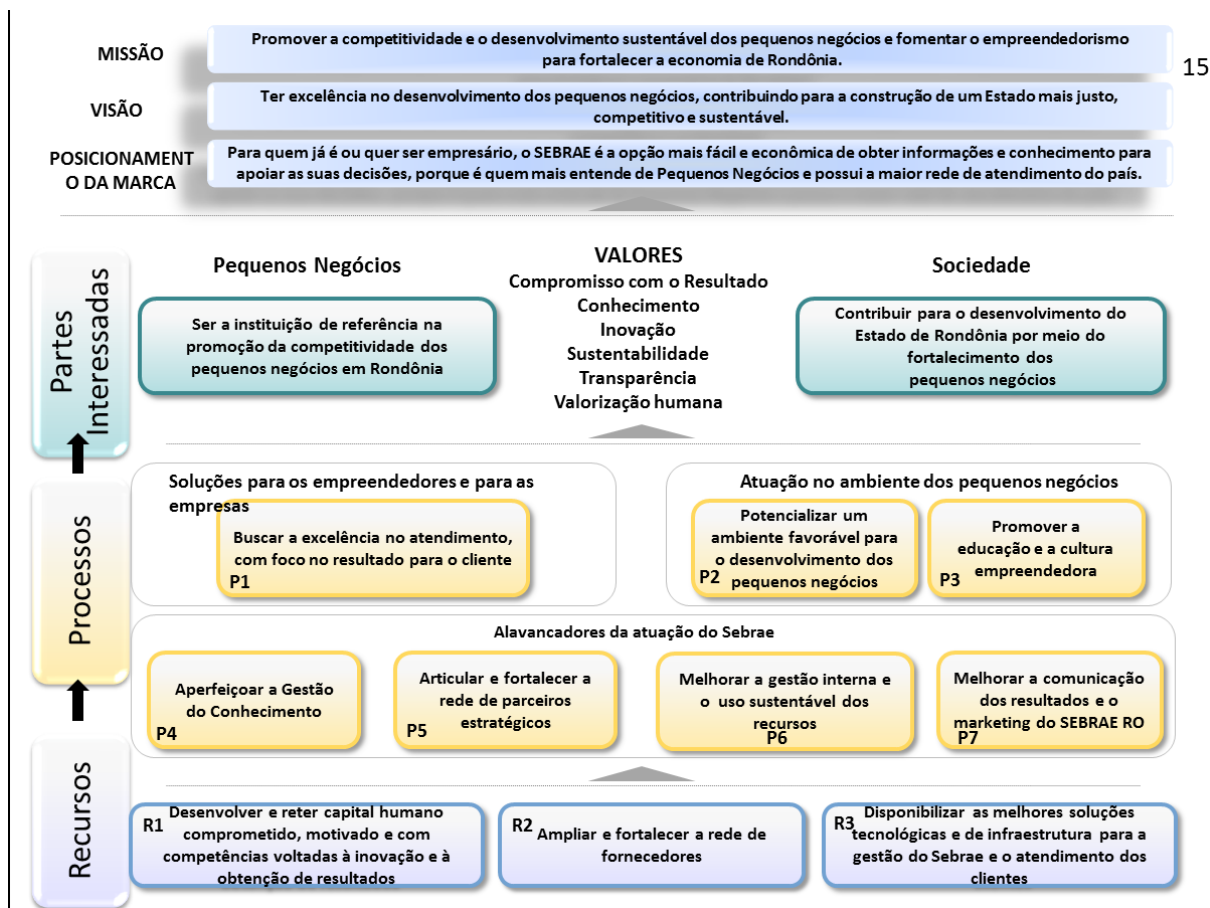 MISSÃO
Promover a competitividade e o desenvolvimento sustentável dos pequenos negócios e fomentar o empreendedorismo
para fortalecer a economia de Rondônia.
15
VISÃO
Ter excelência no desenvolvimento dos pequenos negócios, contribuindo para a construção de um Estado mais justo,
competitivo e sustentável.
POSICIONAMENT
O DA MARCA
Para quem já é ou quer ser empresário, o SEBRAE é a opção mais fácil e econômica de obter informações e conhecimento para
apoiar as suas decisões, porque é quem mais entende de Pequenos Negócios e possui a maior rede de atendimento do país.
Partes
Interessadas
Pequenos Negócios
Ser a instituição de referência na
promoção da competitividade dos
pequenos negócios em Rondônia
VALORES
Compromisso com o Resultado
Conhecimento
Inovação
Sustentabilidade
Transparência
Valorização humana
Sociedade
Contribuir para o desenvolvimento do
Estado de Rondônia por meio do
fortalecimento dos
pequenos negócios
Processos
Soluções para os empreendedores e para as
empresas
Buscar a excelência no atendimento,
com foco no resultado para o cliente
P1
Atuação no ambiente dos pequenos negócios
Potencializar um
ambiente favorável para
o desenvolvimento dos
pequenos negócios
P2
Promover a
educação e a cultura
empreendedora
P3
Alavancadores da atuação do Sebrae
Aperfeiçoar a Gestão
do Conhecimento
P4
Articular e fortalecer a
rede de parceiros
estratégicos
P5
Melhorar a gestão interna e
o uso sustentável dos
recursos
P6
Melhorar a comunicação
dos resultados e o
marketing do SEBRAE RO
P7
Recursos
R1
Desenvolver e reter capital humano
comprometido, motivado e com
competências voltadas à inovação e à
obtenção de resultados
R2
Ampliar e fortalecer a rede de
fornecedores
R3
Disponibilizar as melhores soluções
tecnológicas e de infraestrutura para a
gestão do Sebrae e o atendimento dos
clientes